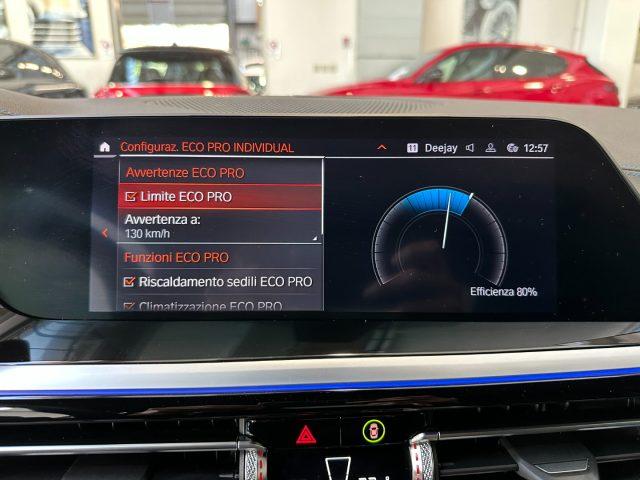 Configuraz. ECO PRO INDIVIDUAL
11 Deejay 12:57
Avvertenze ECO PRO
Limite ECO PRO
Avvertenza a:
130 km/h
Funzioni ECO PRO
Riscaldamento sedili ECO PRO
Climatizzazione ECO PRO
Efficienza 80%